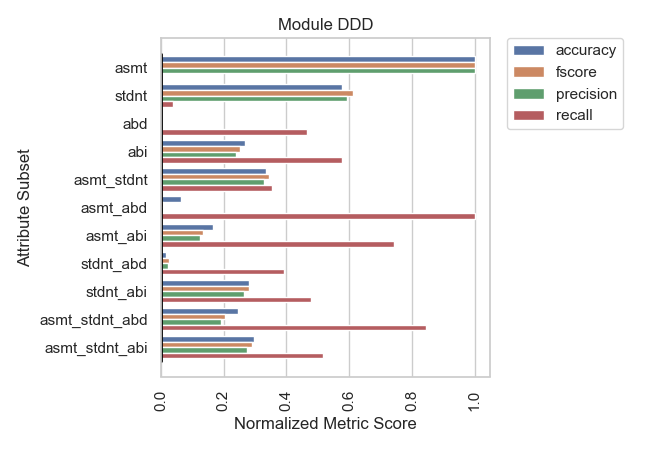 Module DDD
accuracy
fscore
precision
recall
Attribute Subset
asmt
stdnt
abd
abi
asmt_stdnt
asmt_abd
asmt_abi
stdnt_abd
stdnt_abi
asmt_stdnt_abd
asmt_stdnt_abi
0.0 0.2 0.4 0.6 0.8 1.0
Normalized Metric Score